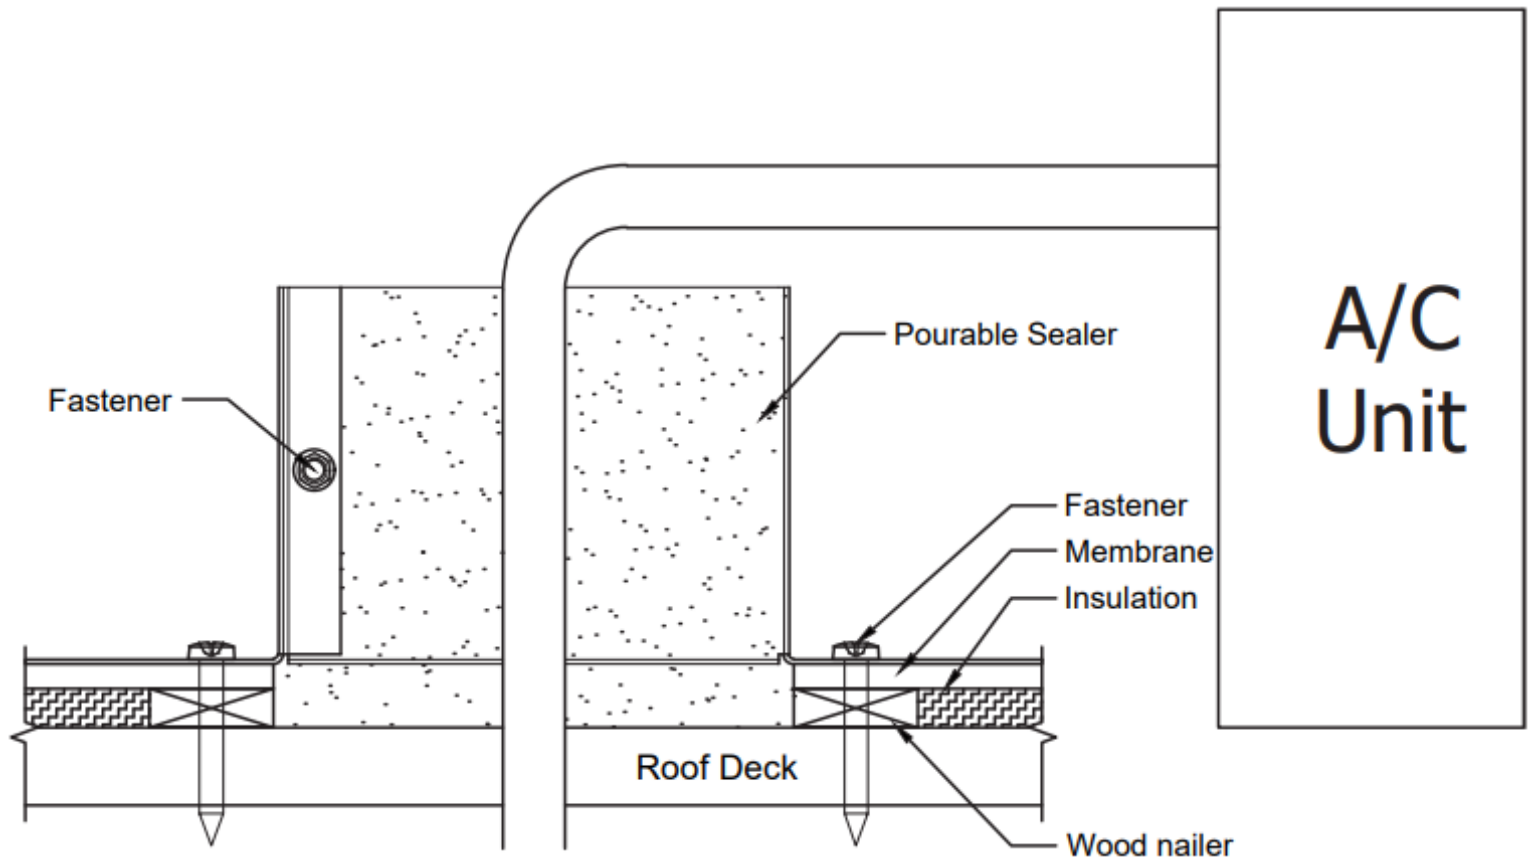 Pourable Sealer
Fastener
A/C
Unit
Fastener
Membrane
Insulation
Roof Deck
Wood nailer